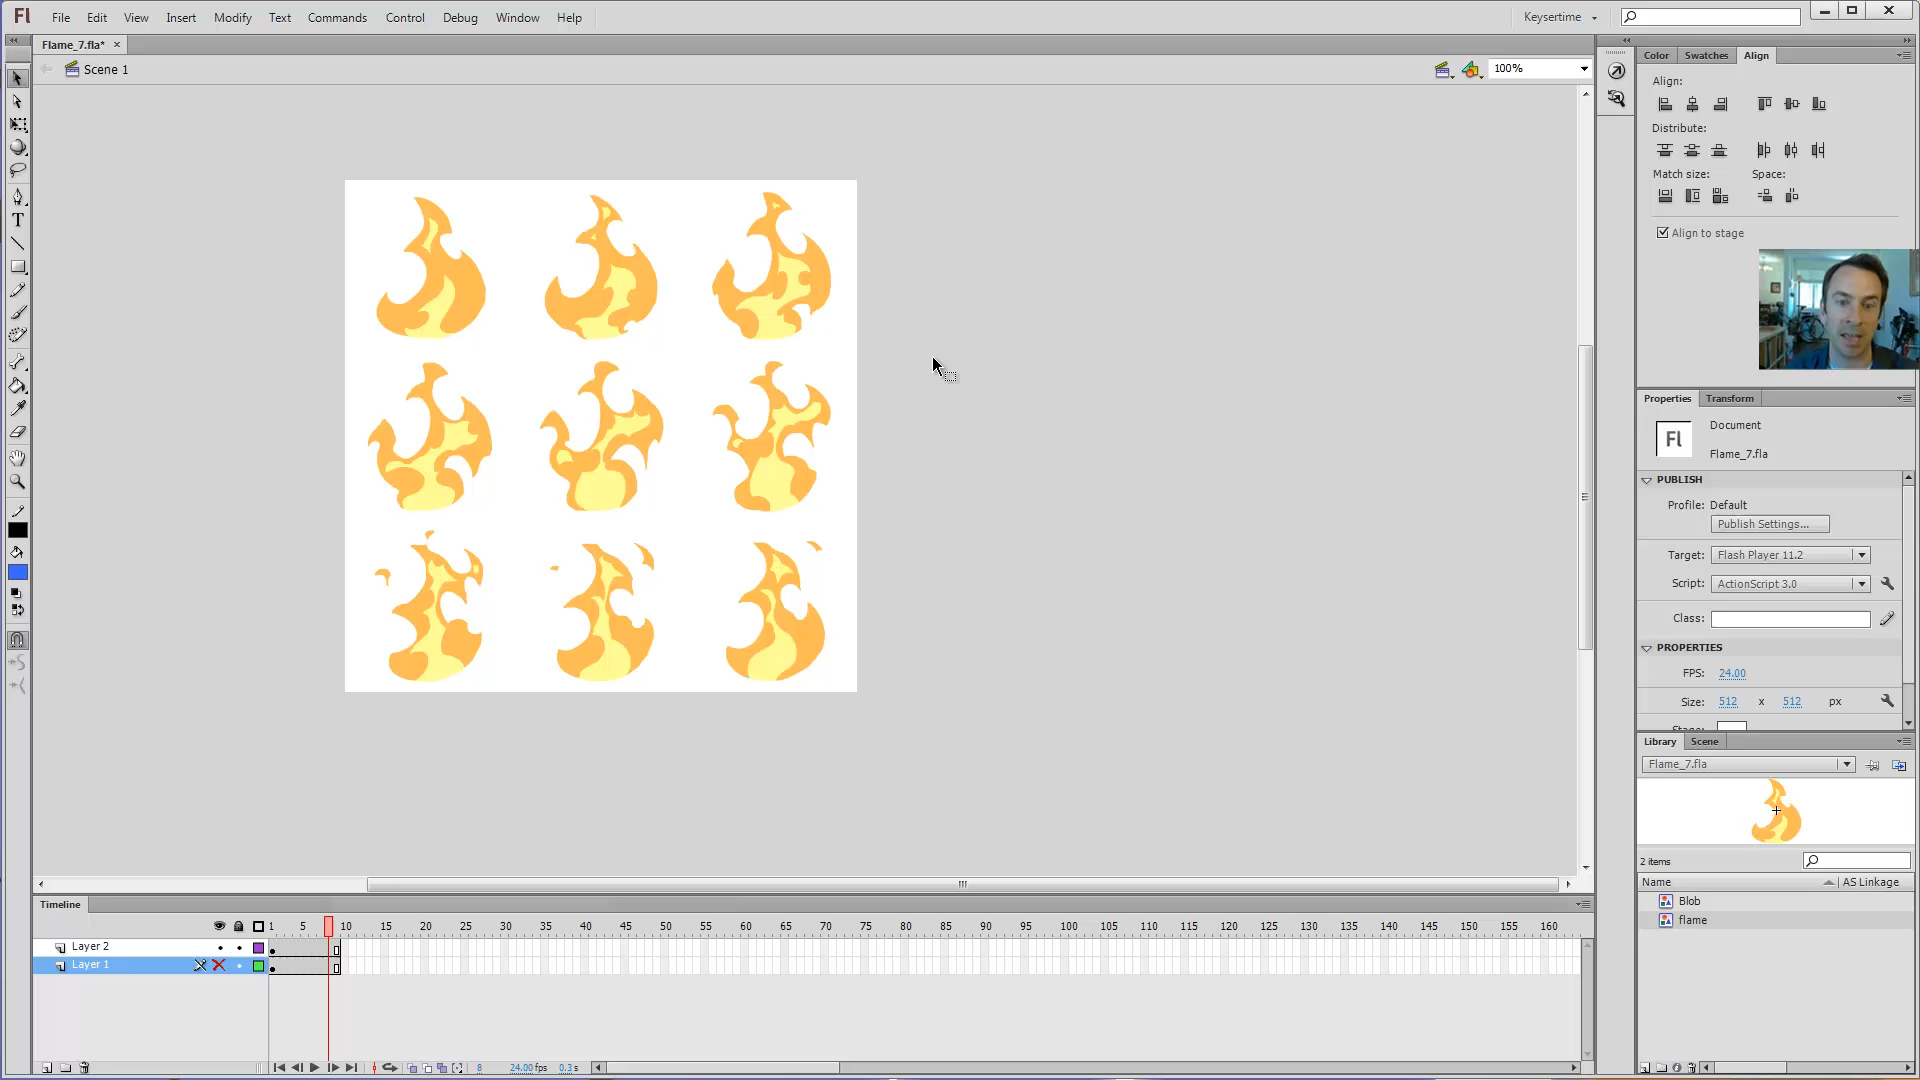 Fl File Edit View Insert Modify Text Commands Control Debug Window Help Keysertime
Flame_7.fla* ×
Scene 1 100%
Color Swatches Align
Align:
Distribute:
Match size: Space:
Align to stage
Properties Transform
Fl Document
Flame_7.fla
PUBLISH
Profile: Default
Publish Settings...
Target: Flash Player 11.2
Script: ActionScript 3.0
Class:
PROPERTIES
FPS: 24.00
Size: 512 x 512 px
Library Scene
Flame_7.fla
2 items
Name AS Linkage
Blob
flame
Timeline
1 5 10 15 20 25 30 35 40 45 50 55 60 65 70 75 80 85 90 95 100 105 110 115 120 125 130 135 140 145 150 155 160
Layer 2
Layer 1
8 24.00 fps 0.3 s